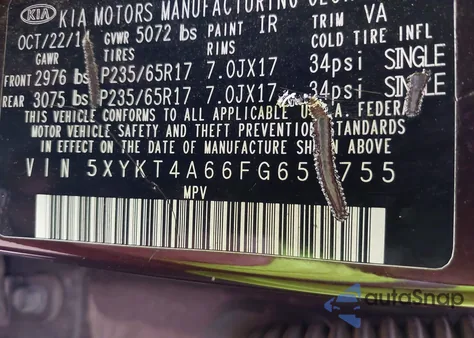 KIA KIA MOTORS MANUFACTURING
OCT/22/14 GVWR 5072 lbs PAINT IR TRIM VA
GAWR TIRES RIMS COLD TIRE INFL
FRONT 2976 lbs P235/65R17 7.0JX17 34psi SINGLE
REAR 3075 lbs P235/65R17 7.0JX17 34psi SINGLE
THIS VEHICLE CONFORMS TO ALL APPLICABLE U.S.A. FEDERAL
MOTOR VEHICLE SAFETY AND THEFT PREVENTION STANDARDS
IN EFFECT ON THE DATE OF MANUFACTURE SHOWN ABOVE
VIN 5XYKT4A66FG65 755
MPV
autoSnap